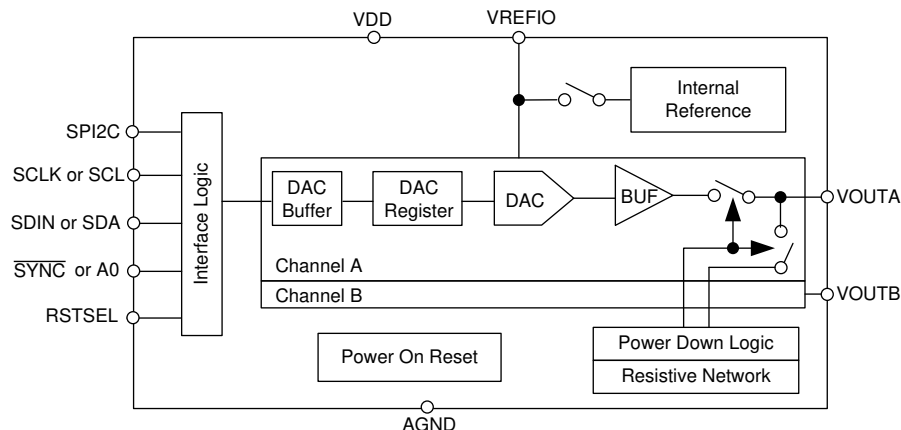 VDD
VREFIO
Internal
Reference
SPI2C
SCLK or SCL
SDIN or SDA
SYNC or A0
RSTSEL
Interface Logic
DAC
Buffer
DAC
Register
DAC
BUF
VOUTA
Channel A
Channel B
VOUTB
Power On Reset
Power Down Logic
Resistive Network
AGND